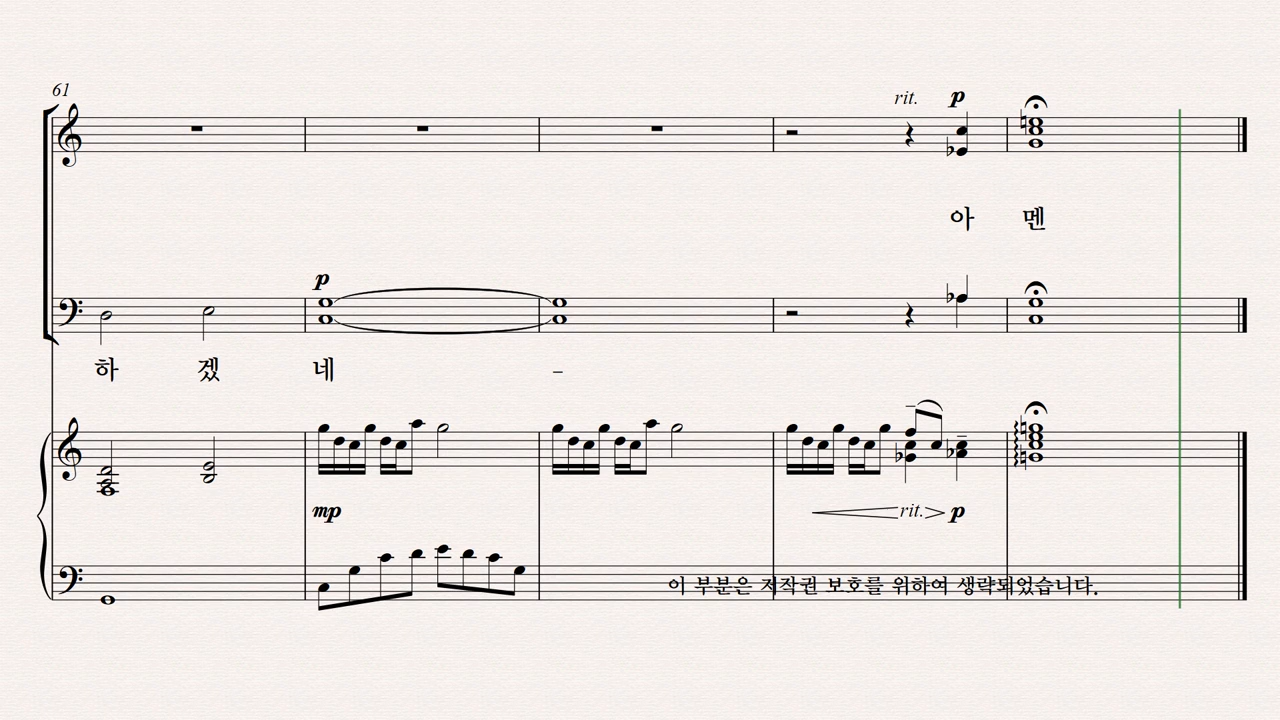 61
rit. p
아 멘
p
하 겠 네 -
mp rit. p
이 부분은 저작권 보호를 위하여 생략되었습니다.